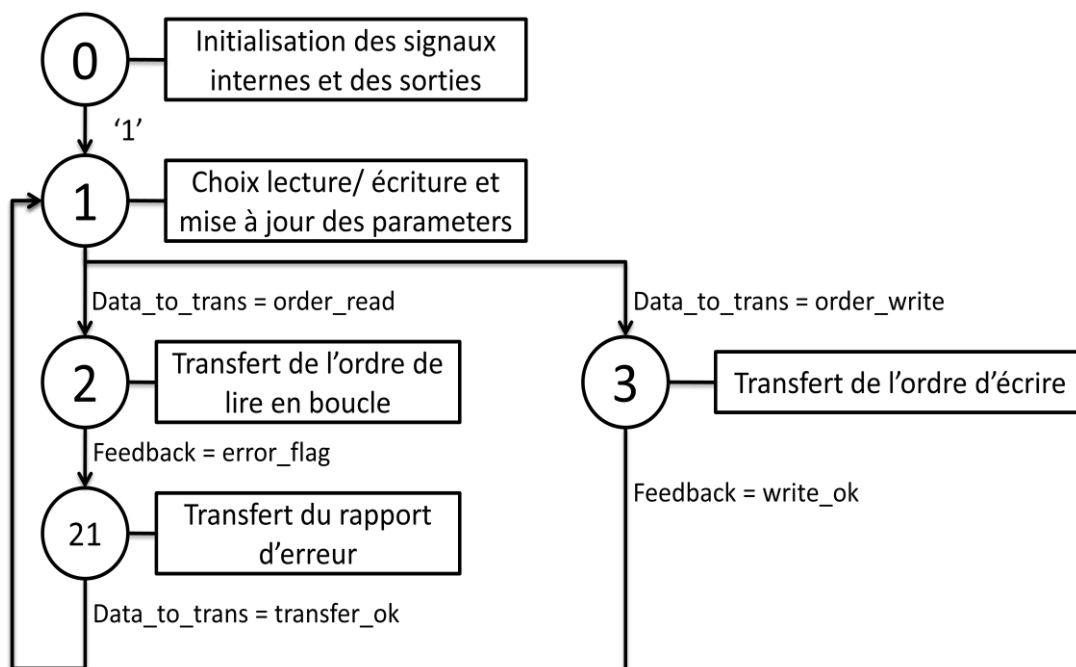 0
Initialisation des signaux
internes et des sorties
‘1’
1
Choix lecture/ écriture et
mise à jour des parameters
Data_to_trans = order_read
Data_to_trans = order_write
2
Transfert de l’ordre de
lire en boucle
3
Transfert de l’ordre d’écrire
Feedback = error_flag
Feedback = write_ok
21
Transfert du rapport
d’erreur
Data_to_trans = transfer_ok